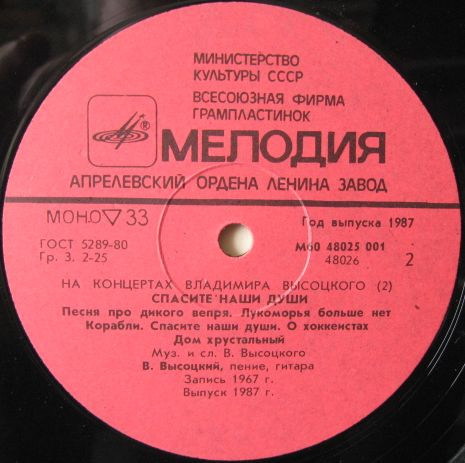 МИНИСТЕРСТВО
КУЛЬТУРЫ СССР
ВСЕСОЮЗНАЯ ФИРМА
ГРАМПЛАСТИНОК
® МЕЛОДИЯ
АПРЕЛЕВСКИЙ ОРДЕНА ЛЕНИНА ЗАВОД
МОНО ▽ 33
Год выпуска 1987
ГОСТ 5289-80
М60 48025 001
Гр. 3. 2-25
48026
2
НА КОНЦЕРТАХ ВЛАДИМИРА ВЫСОЦКОГО (2)
СПАСИТЕ НАШИ ДУШИ
Песня про дикого вепря. Лукоморья больше нет
Корабли. Спасите наши души. О хоккеистах
Дом хрустальный
Муз. и сл. В. Высоцкого
В. Высоцкий, пение, гитара
Запись 1967 г.
Выпуск 1987 г.